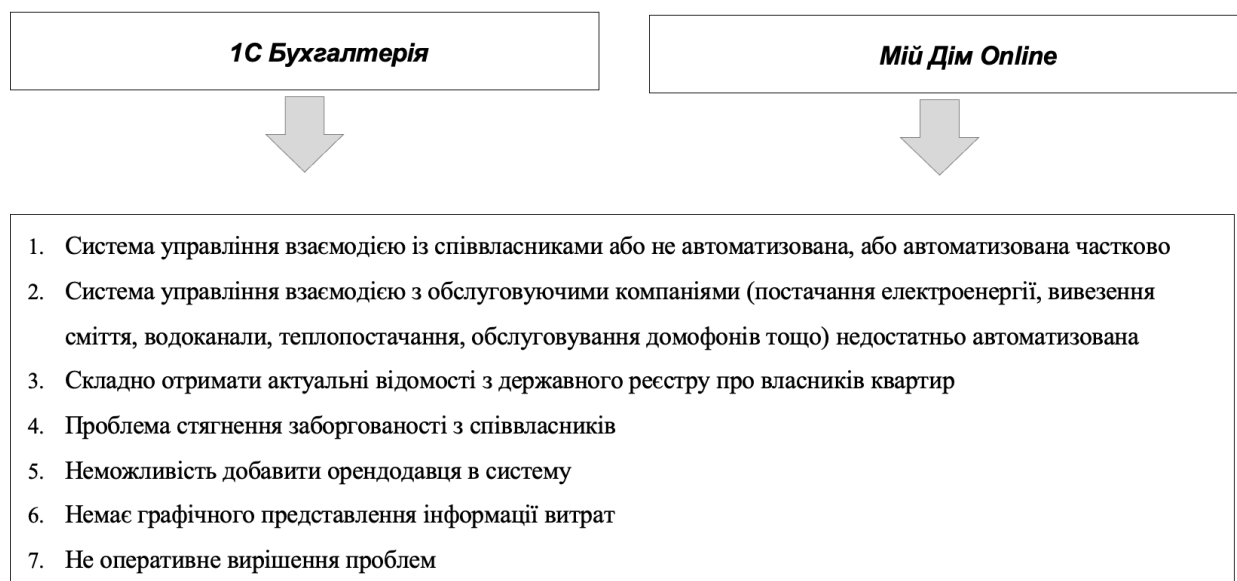 1С Бухгалтерія
Мій Дім Online
1. Система управління взаємодією із співвласниками або не автоматизована, або автоматизована частково
2. Система управління взаємодією з обслуговуючими компаніями (постачання електроенергії, вивезення
сміття, водоканали, теплопостачання, обслуговування домофонів тощо) недостатньо автоматизована
3. Складно отримати актуальні відомості з державного реєстру про власників квартир
4. Проблема стягнення заборгованості з співвласників
5. Неможливість добавити орендодавця в систему
6. Немає графічного представлення інформації витрат
7. Не оперативне вирішення проблем